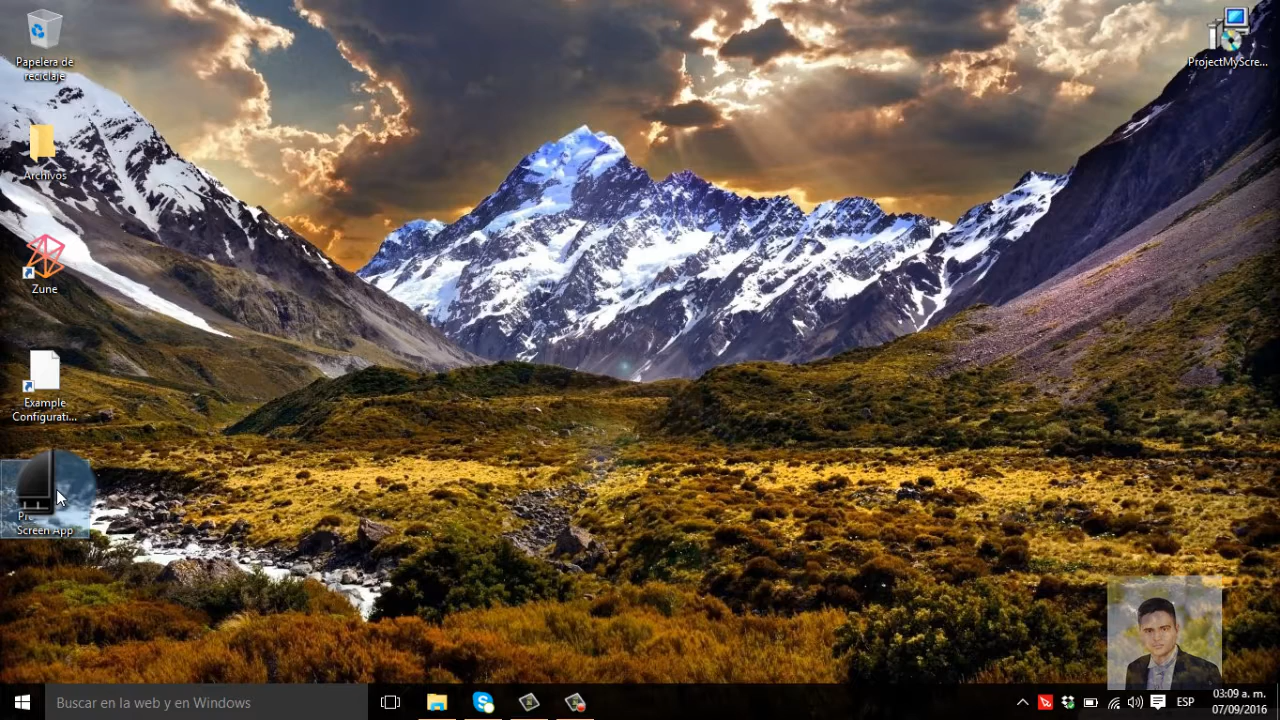 Papelera de
reciclaje
ProjectMyScre...
Archivos
Zune
Example
Configurati...
Screen App
Buscar en la web y en Windows
ESP
03:09 a. m.
07/09/2016